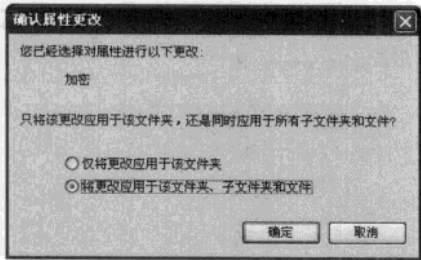 确认属性更改
您已经选择对属性进行以下更改:
加密
只将该更改应用于该文件夹，还是同时应用于所有子文件夹和文件?
仅将更改应用于该文件夹
将更改应用于该文件夹、子文件夹和文件
确定
取消